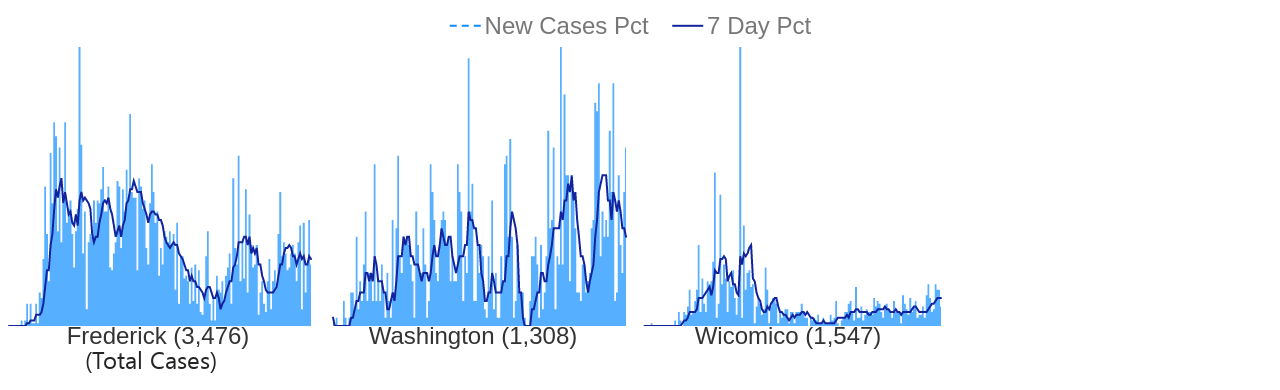 New Cases Pct 7 Day Pct
Frederick (3,476) Washington (1,308) Wicomico (1,547)
(Total Cases)